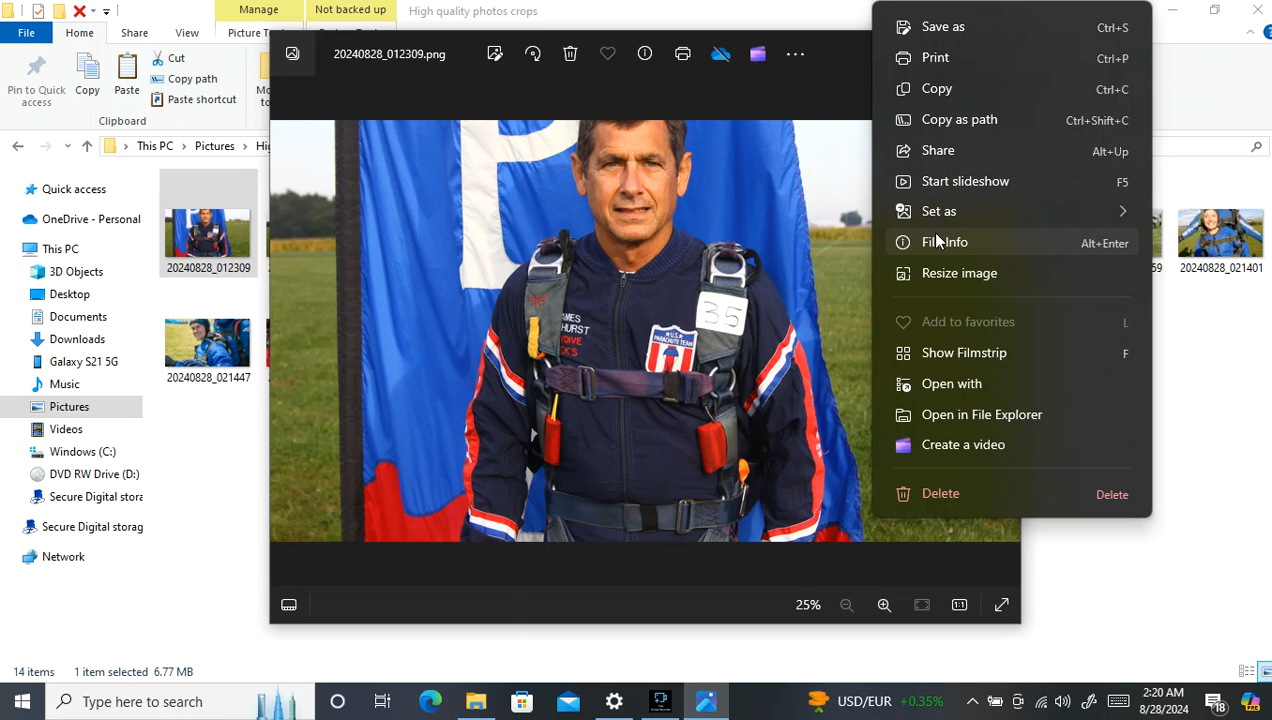 Manage
Not backed up
High quality photos crops
File
Home
Share
View
Picture
Pin to Quick access
Copy
Paste
Cut
Copy path
Paste shortcut
Clipboard
This PC
Pictures
Quick access
OneDrive - Personal
This PC
3D Objects
Desktop
Documents
Downloads
Galaxy S21 5G
Music
Pictures
Videos
Windows (C:)
DVD RW Drive (D:)
Secure Digital
Secure Digital storag
Network
20240828_012309
20240828_021447
20240828_021401
59
20240828_012309.png
AMES
HURST
35
U.S.
PARACHUTE TEAM
Save as Ctrl+S
Print Ctrl+P
Copy Ctrl+C
Copy as path Ctrl+Shift+C
Share Alt+Up
Start slideshow F5
Set as
File info Alt+Enter
Resize image
Add to favorites L
Show Filmstrip F
Open with
Open in File Explorer
Create a video
Delete Delete
25%
1:1
14 items 1 item selected 6.77 MB
Type here to search
USD/EUR +0.35%
2:20 AM
8/28/2024
18